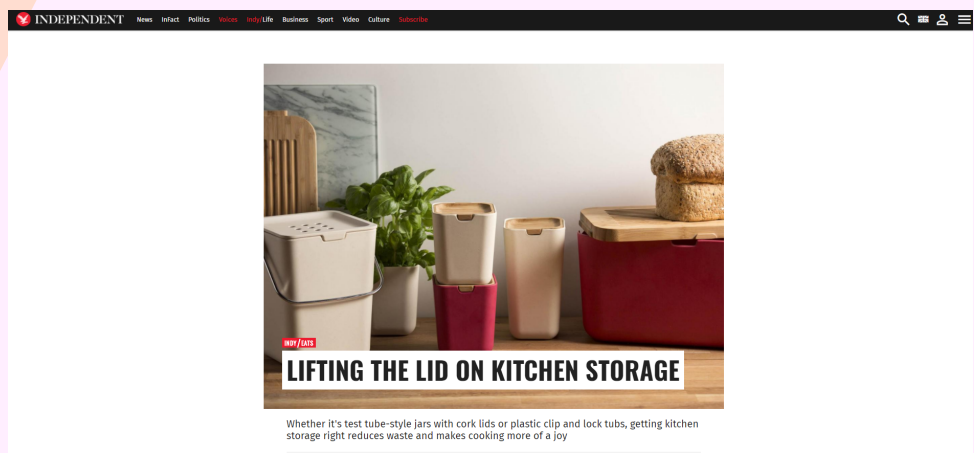 INDEPENDENT News InFact Politics Voices Indy/Life Business Sport Video Culture Subscribe
INDY/EATS
LIFTING THE LID ON KITCHEN STORAGE
Whether it's test tube-style jars with cork lids or plastic clip and lock tubs, getting kitchen
storage right reduces waste and makes cooking more of a joy